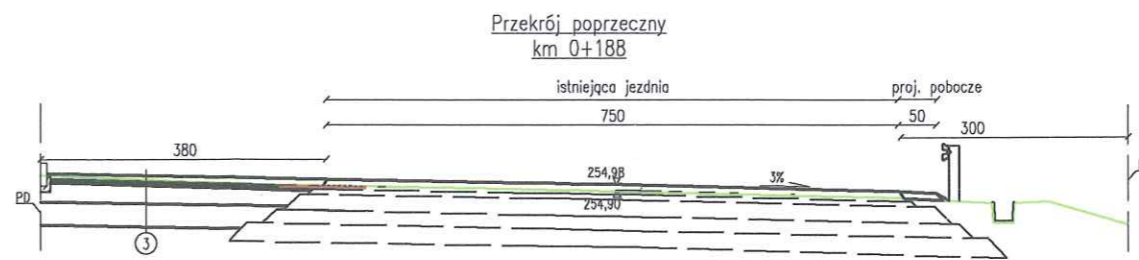 Przekrój poprzeczny
km 0+188
istniejąca jezdnia
proj. pobocze
750
50
300
380
254,98
3%
254,90
PD
3